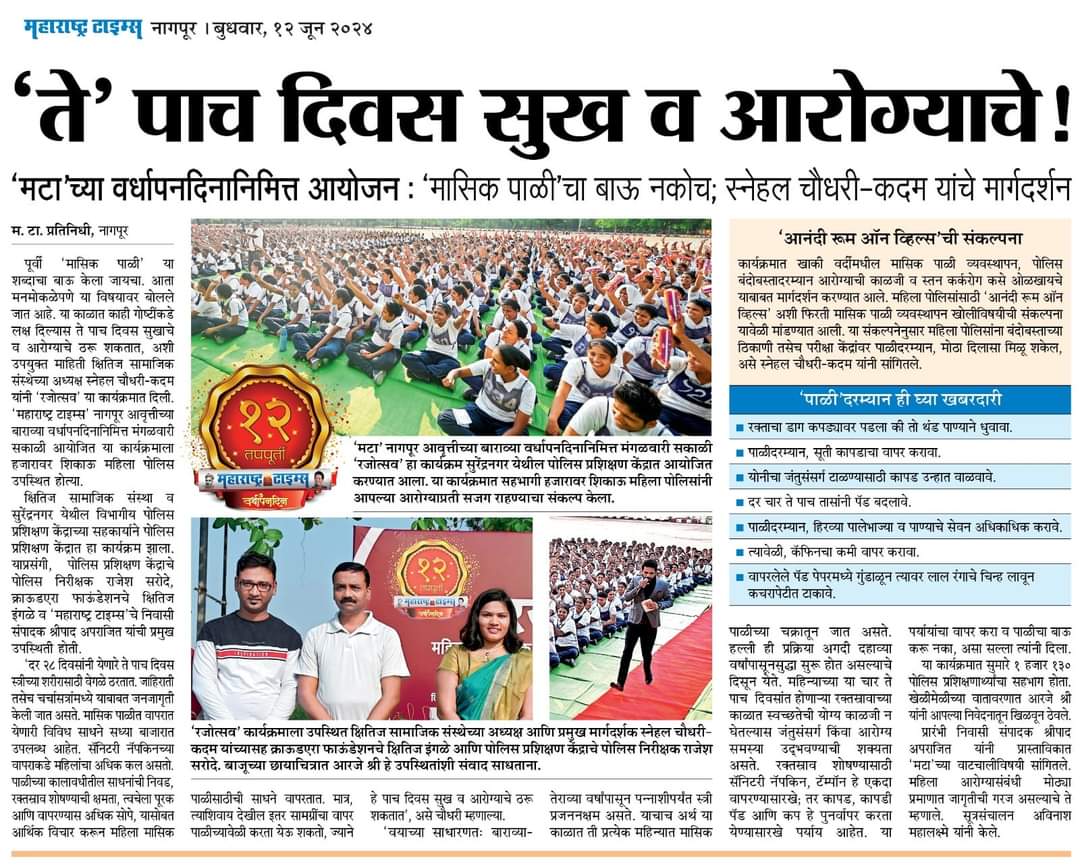 महाराष्ट्र टाइम्स नागपूर । बुधवार, १२ जून २०२४
‘ते’ पाच दिवस सुख व आरोग्याचे!
‘मटा’च्या वर्धापनदिनानिमित्त आयोजन : ‘मासिक पाळी’चा बाऊ नकोच; स्नेहल चौधरी-कदम यांचे मार्गदर्शन
म. टा. प्रतिनिधी, नागपूर
पूर्वी ‘मासिक पाळी’ या
शब्दाचा बाऊ केला जायचा. आता
मनमोकळेपणे या विषयावर बोलले
जात आहे. या काळात काही गोष्टींकडे
लक्ष दिल्यास ते पाच दिवस सुखाचे
व आरोग्याचे ठरू शकतात, अशी
उपयुक्त माहिती क्षितिज सामाजिक
संस्थेच्या अध्यक्ष स्नेहल चौधरी-कदम
यांनी ‘रजोत्सव’ या कार्यक्रमात दिली.
‘महाराष्ट्र टाइम्स’ नागपूर आवृत्तीच्या
बाराव्या वर्धापनदिनानिमित्त मंगळवारी
सकाळी आयोजित या कार्यक्रमाला
हजारावर शिकाऊ महिला पोलिस
उपस्थित होत्या.
क्षितिज सामाजिक संस्था व
सुरेंद्रनगर येथील विभागीय पोलिस
प्रशिक्षण केंद्राच्या सहकार्याने पोलिस
प्रशिक्षण केंद्रात हा कार्यक्रम झाला.
याप्रसंगी, पोलिस प्रशिक्षण केंद्राचे
पोलिस निरीक्षक राजेश सरोदे,
क्राऊडएरा फाऊंडेशनचे क्षितिज
इंगळे व ‘महाराष्ट्र टाइम्स’चे निवासी
संपादक श्रीपाद अपराजित यांची प्रमुख
उपस्थिती होती.
‘दर २८ दिवसांनी येणारे ते पाच दिवस
स्त्रीच्या शरीरासाठी वेगळे ठरतात. जाहिराती
तसेच चर्चासत्रांमध्ये याबाबत जनजागृती
केली जात असते. मासिक पाळीत वापरात
येणारी विविध साधने सध्या बाजारात
उपलब्ध आहेत. सॅनिटरी नॅपकिनच्या
वापराकडे महिलांचा अधिक कल असतो.
पाळीच्या कालावधीतील साधनांची निवड,
रक्तस्राव शोषण्याची क्षमता, त्वचेला पूरक
आणि वापरण्यास अधिक सोपे, यासोबत
आर्थिक विचार करून महिला मासिक
१२
तपपूर्ती
महाराष्ट्र टाइम्स
वर्धापनदिन
‘मटा’ नागपूर आवृत्तीच्या बाराव्या वर्धापनदिनानिमित्त मंगळवारी सकाळी
‘रजोत्सव’ हा कार्यक्रम सुरेंद्रनगर येथील पोलिस प्रशिक्षण केंद्रात आयोजित
करण्यात आला. या कार्यक्रमात सहभागी हजारावर शिकाऊ महिला पोलिसांनी
आपल्या आरोग्याप्रती सजग राहण्याचा संकल्प केला.
१२
‘रजोत्सव’ कार्यक्रमाला उपस्थित क्षितिज सामाजिक संस्थेच्या अध्यक्ष आणि प्रमुख मार्गदर्शक स्नेहल चौधरी-
कदम यांच्यासह क्राऊडएरा फाऊंडेशनचे क्षितिज इंगळे आणि पोलिस प्रशिक्षण केंद्राचे पोलिस निरीक्षक राजेश
सरोदे. बाजूच्या छायाचित्रात आरजे श्री हे उपस्थितांशी संवाद साधताना.
पाळीसाठीची साधने वापरतात. मात्र,
त्याशिवाय देखील इतर सामग्रींचा वापर
पाळीच्यावेळी करता येऊ शकतो, ज्याने
हे पाच दिवस सुख व आरोग्याचे ठरू
शकतात’, असे चौधरी म्हणाल्या.
‘वयाच्या साधारणतः बाराव्या-
तेराव्या वर्षांपासून पन्नाशीपर्यंत स्त्री
प्रजननक्षम असते. याचाच अर्थ या
काळात ती प्रत्येक महिन्यात मासिक
‘आनंदी रूम ऑन व्हिल्स’ची संकल्पना
कार्यक्रमात खाकी वर्दीमधील मासिक पाळी व्यवस्थापन, पोलिस
बंदोबस्तादरम्यान आरोग्याची काळजी व स्तन कर्करोग कसे ओळखायचे
याबाबत मार्गदर्शन करण्यात आले. महिला पोलिसांसाठी ‘आनंदी रूम ऑन
व्हिल्स’ अशी फिरती मासिक पाळी व्यवस्थापन खोलीविषयीची संकल्पना
यावेळी मांडण्यात आली. या संकल्पनेनुसार महिला पोलिसांना बंदोबस्ताच्या
ठिकाणी तसेच परीक्षा केंद्रांवर पाळीदरम्यान, मोठा दिलासा मिळू शकेल,
असे स्नेहल चौधरी-कदम यांनी सांगितले.
‘पाळी’दरम्यान ही घ्या खबरदारी
■ रक्ताचा डाग कपड्यावर पडला की तो थंड पाण्याने धुवावा.
■ पाळीदरम्यान, सूती कापडाचा वापर करावा.
■ योनीचा जंतुसंसर्ग टाळण्यासाठी कापड उन्हात वाळवावे.
■ दर चार ते पाच तासांनी पॅड बदलावे.
■ पाळीदरम्यान, हिरव्या पालेभाज्या व पाण्याचे सेवन अधिकाधिक करावे.
■ त्यावेळी, कॅफिनचा कमी वापर करावा.
■ वापरलेले पॅड पेपरमध्ये गुंडाळून त्यावर लाल रंगाचे चिन्ह लावून
कचरापेटीत टाकावे.
पाळीच्या चक्रातून जात असते.
हल्ली ही प्रक्रिया अगदी दहाव्या
वर्षापासूनसुद्धा सुरू होत असल्याचे
दिसून येते. महिन्याच्या या चार ते
पाच दिवसांत होणाऱ्या रक्तस्रावाच्या
काळात स्वच्छतेची योग्य काळजी न
घेतल्यास जंतुसंसर्ग किंवा आरोग्य
समस्या उद्भवण्याची शक्यता
असते. रक्तस्राव शोषण्यासाठी
सॅनिटरी नॅपकिन, टॅम्पॉन हे एकदा
वापरण्यासारखे; तर कापड, कापडी
पॅड आणि कप हे पुनर्वापर करता
येण्यासारखे पर्याय आहेत. या
पर्यायांचा वापर करा व पाळीचा बाऊ
करू नका, असा सल्ला त्यांनी दिला.
या कार्यक्रमात सुमारे १ हजार १३०
पोलिस प्रशिक्षणार्थ्यांचा सहभाग होता.
खेळीमेळीच्या वातावरणात आरजे श्री
यांनी आपल्या निवेदनातून खिळवून ठेवले.
प्रारंभी निवासी संपादक श्रीपाद
अपराजित यांनी प्रास्ताविकात
‘मटा’च्या वाटचालीविषयी सांगितले.
महिला आरोग्यासंबंधी मोठ्या
प्रमाणात जागृतीची गरज असल्याचे ते
म्हणाले. सूत्रसंचालन अविनाश
महालक्ष्मे यांनी केले.